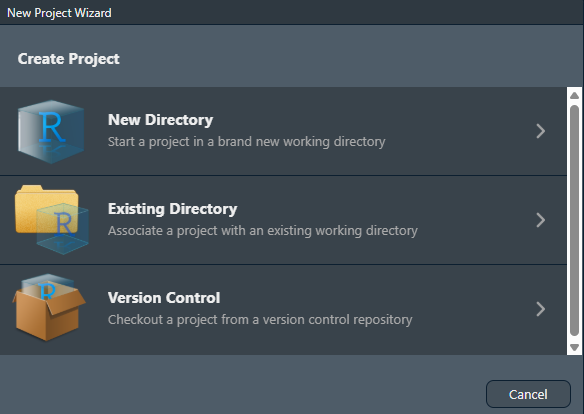 New Project Wizard
Create Project
R
New Directory
Start a project in a brand new working directory
R
Existing Directory
Associate a project with an existing working directory
R
Version Control
Checkout a project from a version control repository
Cancel